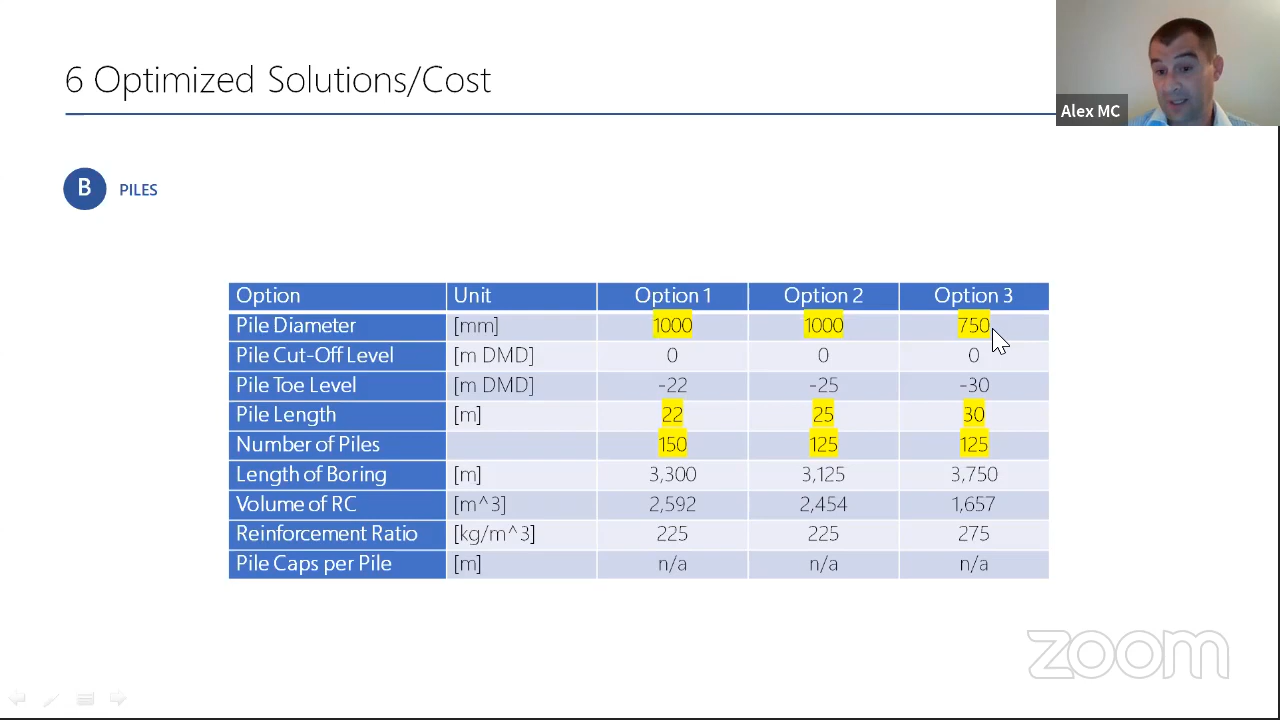 6 Optimized Solutions/Cost
Alex MC
B PILES
Option Unit Option 1 Option 2 Option 3
Pile Diameter [mm] 1000 1000 750
Pile Cut-Off Level [m DMD] 0 0 0
Pile Toe Level [m DMD] -22 -25 -30
Pile Length [m] 22 25 30
Number of Piles 150 125 125
Length of Boring [m] 3,300 3,125 3,750
Volume of RC [m^3] 2,592 2,454 1,657
Reinforcement Ratio [kg/m^3] 225 225 275
Pile Caps per Pile [m] n/a n/a n/a
zoom